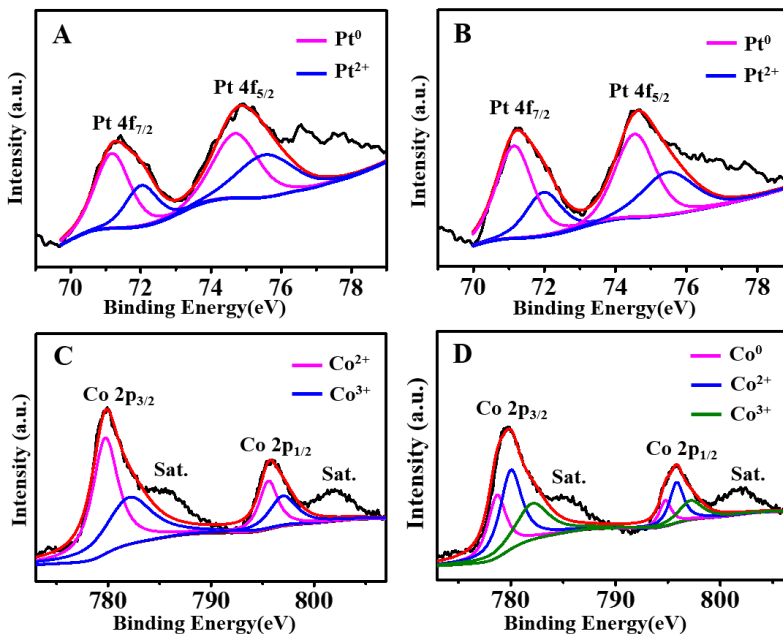 A
Pt⁰
Pt²⁺
Pt 4f₇/₂
Pt 4f₅/₂
Intensity (a.u.)
70 72 74 76 78
Binding Energy(eV)
B
Pt⁰
Pt²⁺
Pt 4f₇/₂
Pt 4f₅/₂
Intensity (a.u.)
70 72 74 76 78
Binding Energy(eV)
C
Co²⁺
Co³⁺
Co 2p₃/₂
Co 2p₁/₂
Sat.
Sat.
Intensity (a.u.)
780 790 800
Binding Energy(eV)
D
Co⁰
Co²⁺
Co³⁺
Co 2p₃/₂
Co 2p₁/₂
Sat.
Sat.
Intensity (a.u.)
780 790 800
Binding Energy(eV)